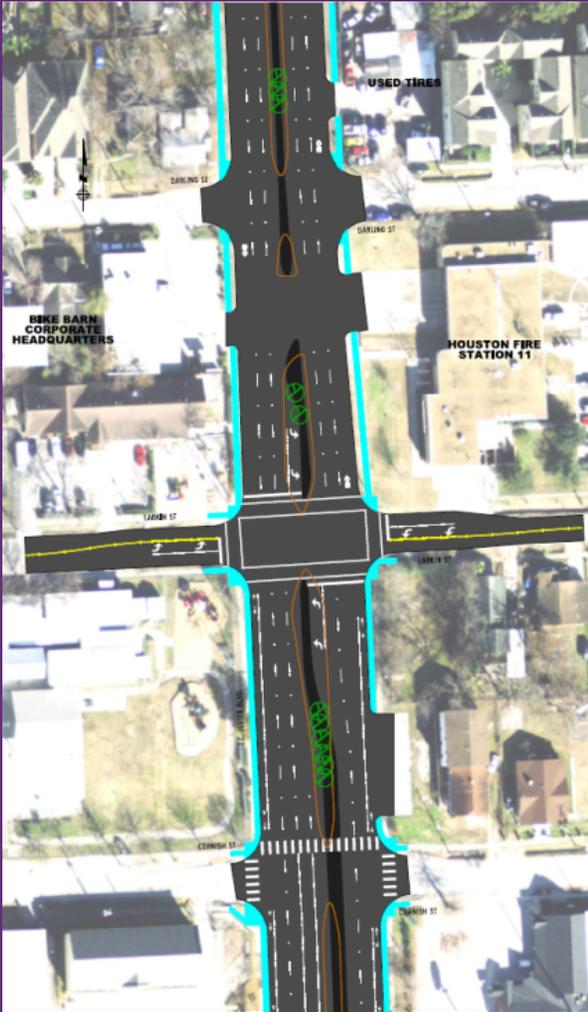 USED TIRES
DARLING ST
DARLING ST
BIKE BARN
CORPORATE
HEADQUARTERS
HOUSTON FIRE
STATION 11
LARKIN ST
LARKIN ST
CORNISH ST
CORNISH ST